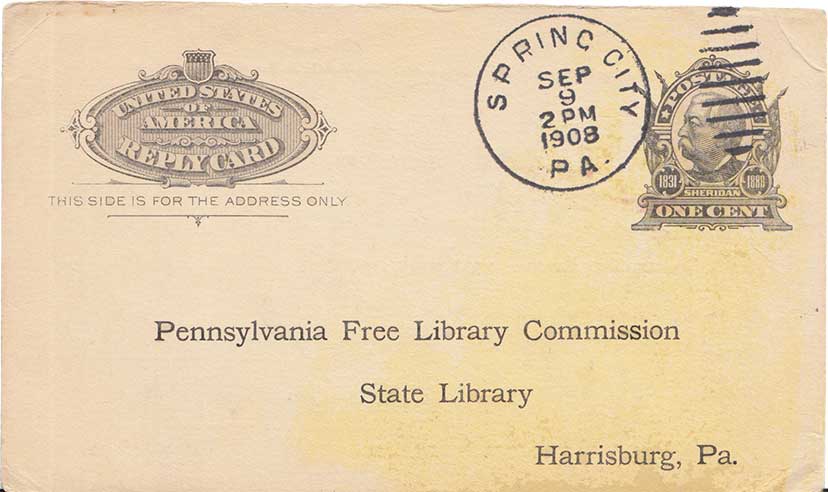 UNITED STATES
OF
AMERICA
REPLY CARD
THIS SIDE IS FOR THE ADDRESS ONLY
SPRING CITY
SEP
9
2 PM
1908
PA.
POSTAGE
1831 1888
SHERIDAN
ONE CENT
Pennsylvania Free Library Commission
State Library
Harrisburg, Pa.